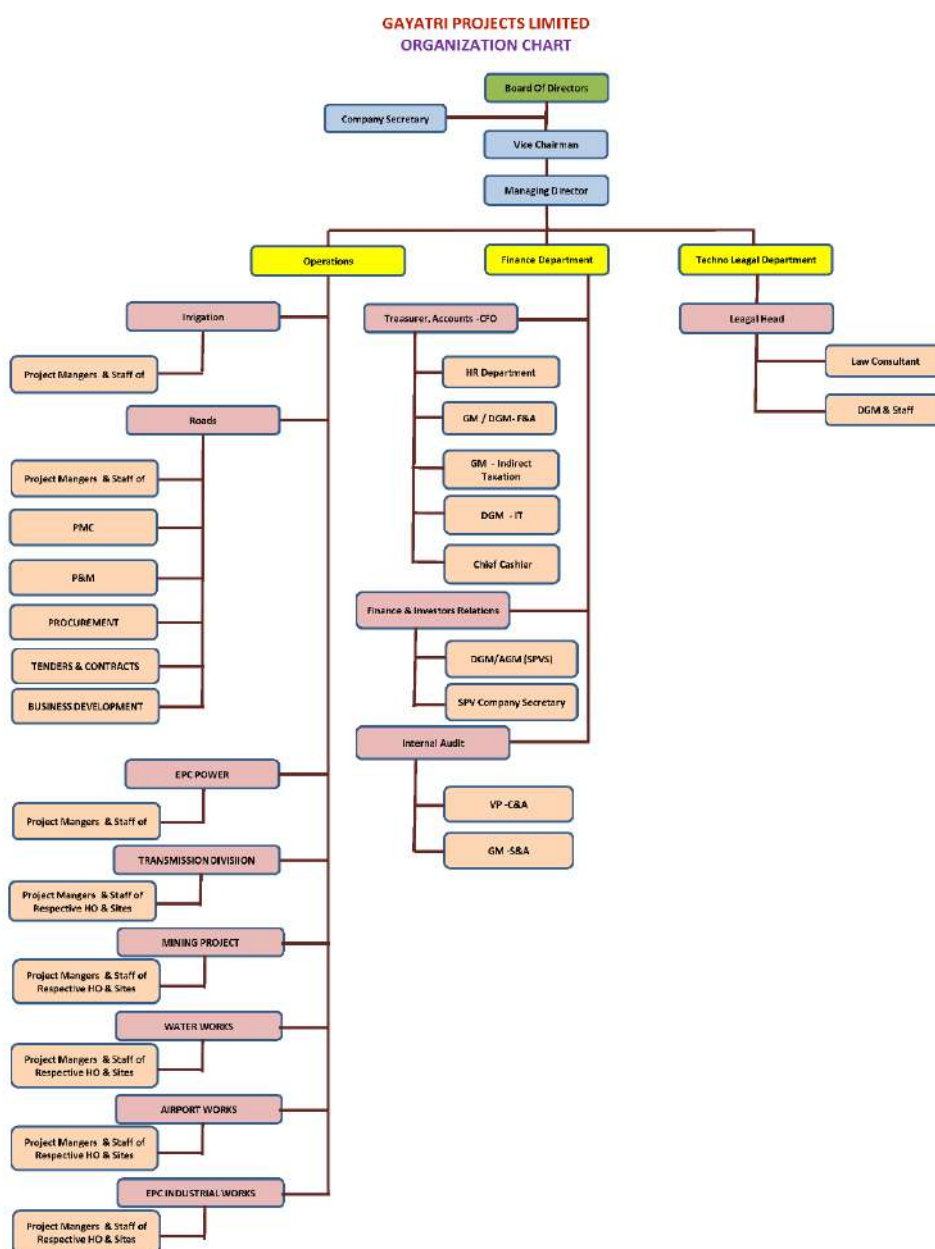 GAYATRI PROJECTS LIMITED
ORGANIZATION CHART
Board Of Directors
Company Secretary
Vice Chairman
Managing Director
Operations
Finance Department
Techno Leagal Department
Irrigation
Project Mangers & Staff of
Roads
Project Mangers & Staff of
PMC
P&M
PROCUREMENT
TENDERS & CONTRACTS
BUSINESS DEVELOPMENT
EPC POWER
Project Mangers & Staff of
TRANSMISSION DIVISIION
Project Mangers & Staff of
Respective HO & Sites
MINING PROJECT
Project Mangers & Staff of
Respective HO & Sites
WATER WORKS
Project Mangers & Staff of
Respective HO & Sites
AIRPORT WORKS
Project Mangers & Staff of
Respective HO & Sites
EPC INDUSTRIAL WORKS
Project Mangers & Staff of
Respective HO & Sites
Treasurer, Accounts -CFO
HR Department
GM / DGM- F&A
GM - Indirect
Taxation
DGM - IT
Chief Cashier
Finance & Investors Relations
DGM/AGM (SPVS)
SPV Company Secretary
Internal Audit
VP -C&A
GM -S&A
Leagal Head
Law Consultant
DGM & Staff